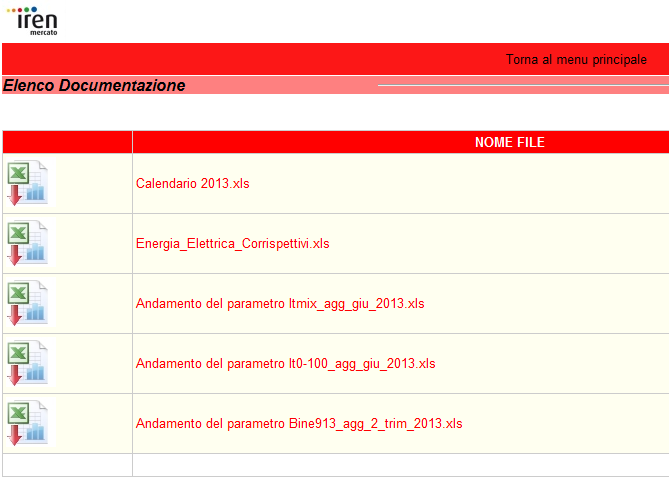 iren
mercato
Torna al menu principale
Elenco Documentazione
NOME FILE
Calendario 2013.xls
Energia_Elettrica_Corrispettivi.xls
Andamento del parametro Itmix_agg_giu_2013.xls
Andamento del parametro It0-100_agg_giu_2013.xls
Andamento del parametro Bine913_agg_2_trim_2013.xls